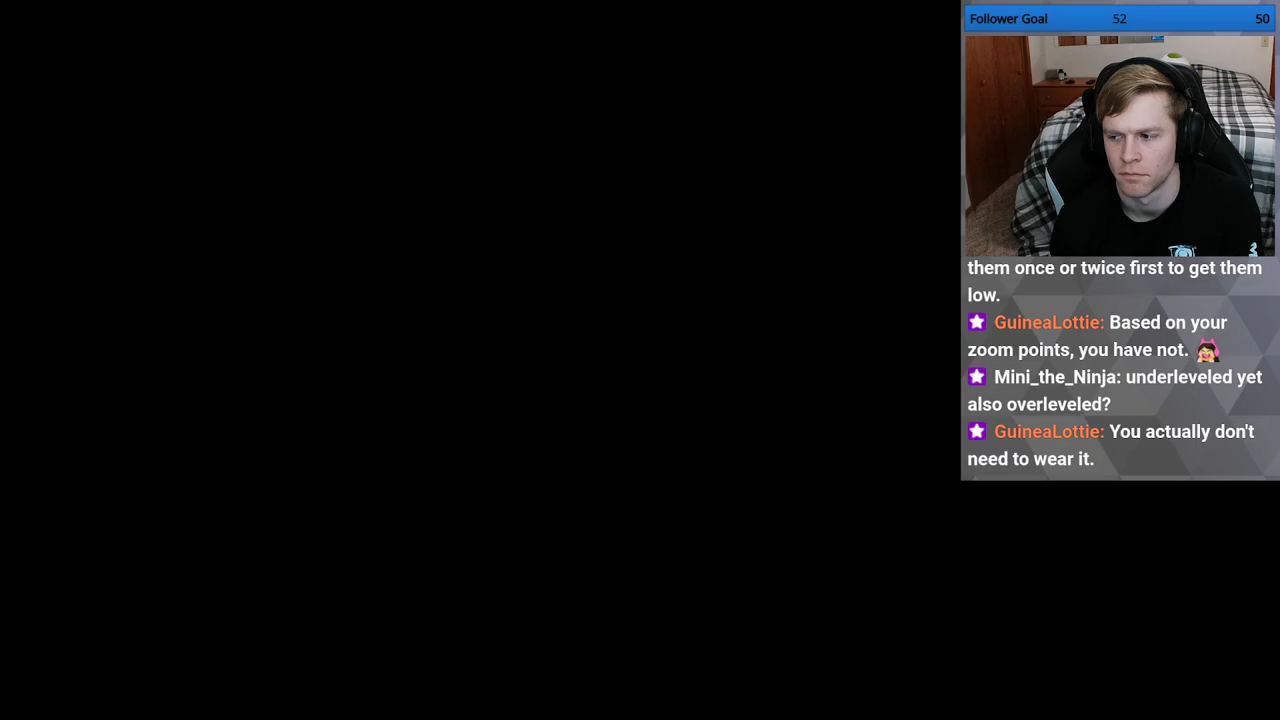 Follower Goal 52 50
them once or twice first to get them
low.
GuineaLottie: Based on your
zoom points, you have not.
Mini_the_Ninja: underleveled yet
also overleveled?
GuineaLottie: You actually don't
need to wear it.